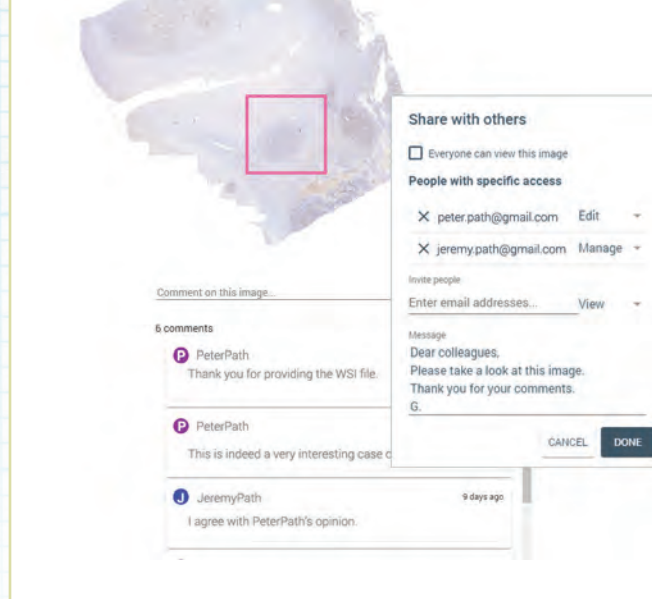 Share with others
Everyone can view this image
People with specific access
peter.path@gmail.com Edit
jeremy.path@gmail.com Manage
Invite people
Enter email addresses... View
Message
Dear colleagues,
Please take a look at this image.
Thank you for your comments.
G.
CANCEL DONE
Comment on this image...
6 comments
P PeterPath
Thank you for providing the WSI file.
P PeterPath
This is indeed a very interesting case
J JeremyPath 9 days ago
I agree with PeterPath's opinion.